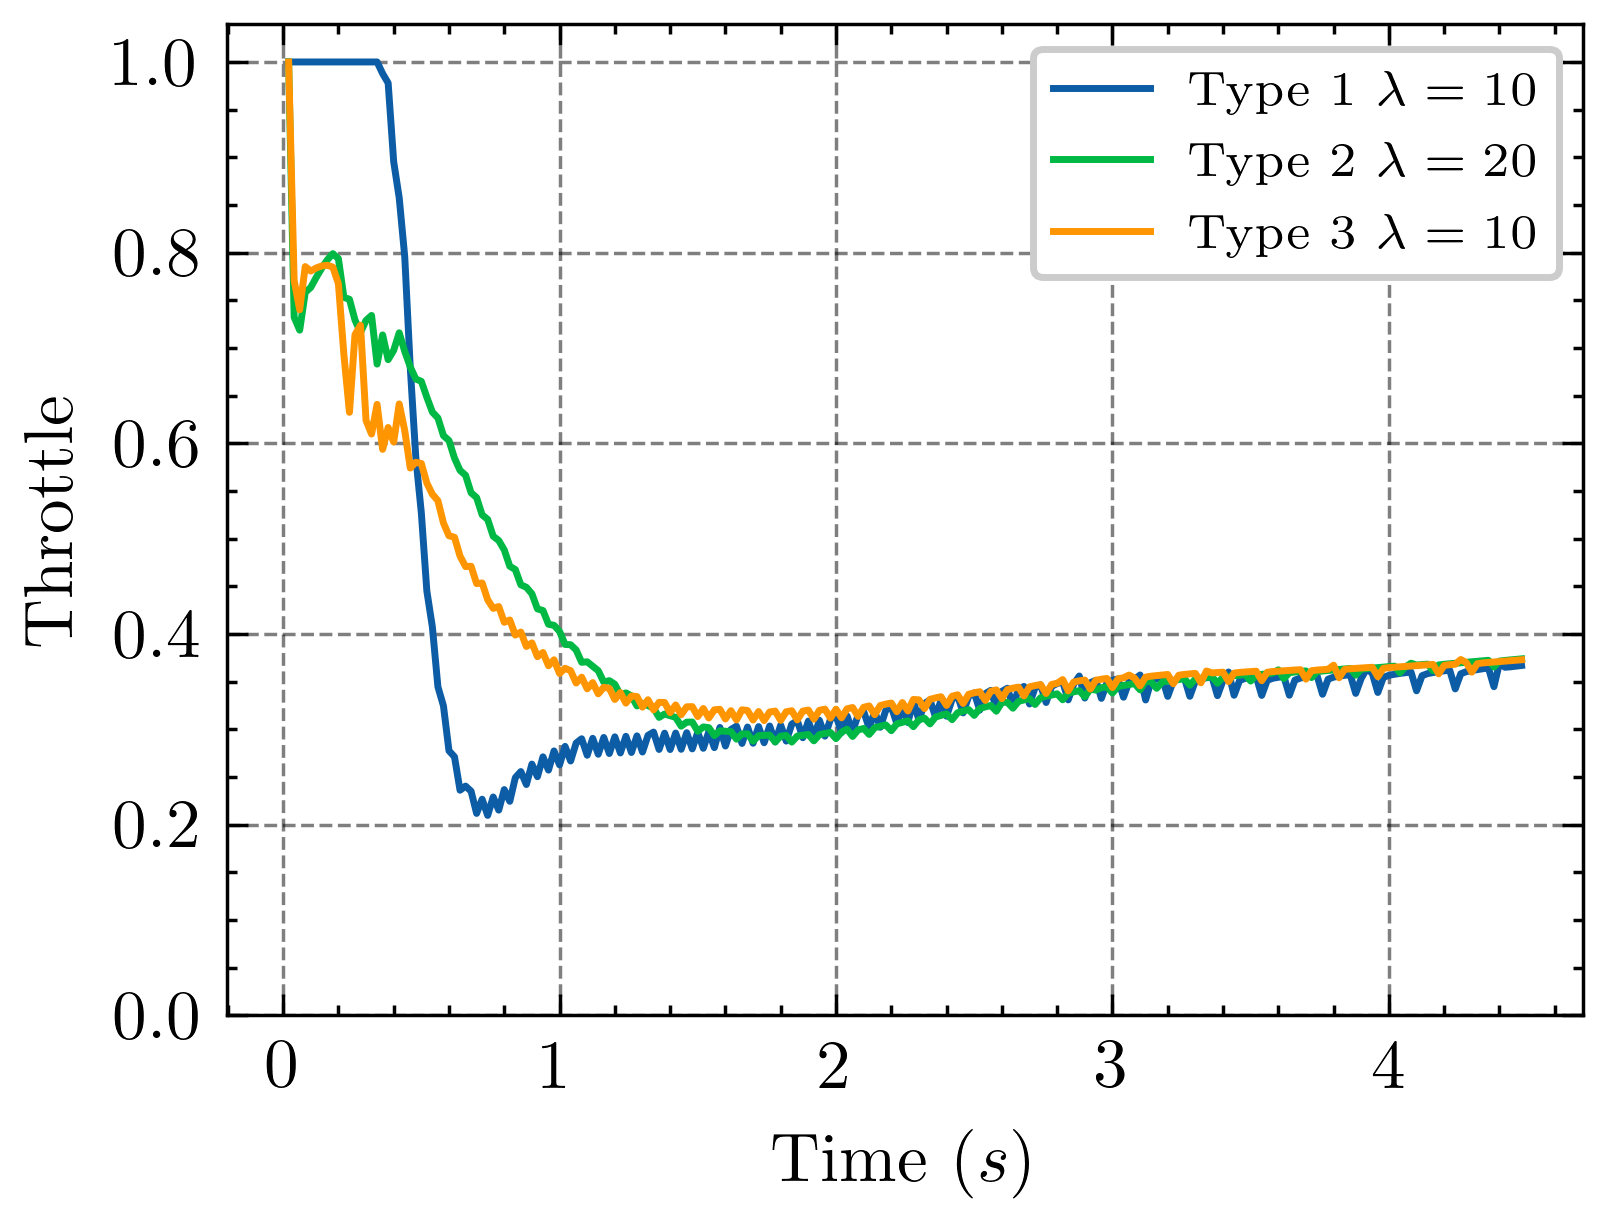 1.0
0.8
0.6
0.4
0.2
0.0
Throttle
0 1 2 3 4
Time (s)
Type 1 λ = 10
Type 2 λ = 20
Type 3 λ = 10